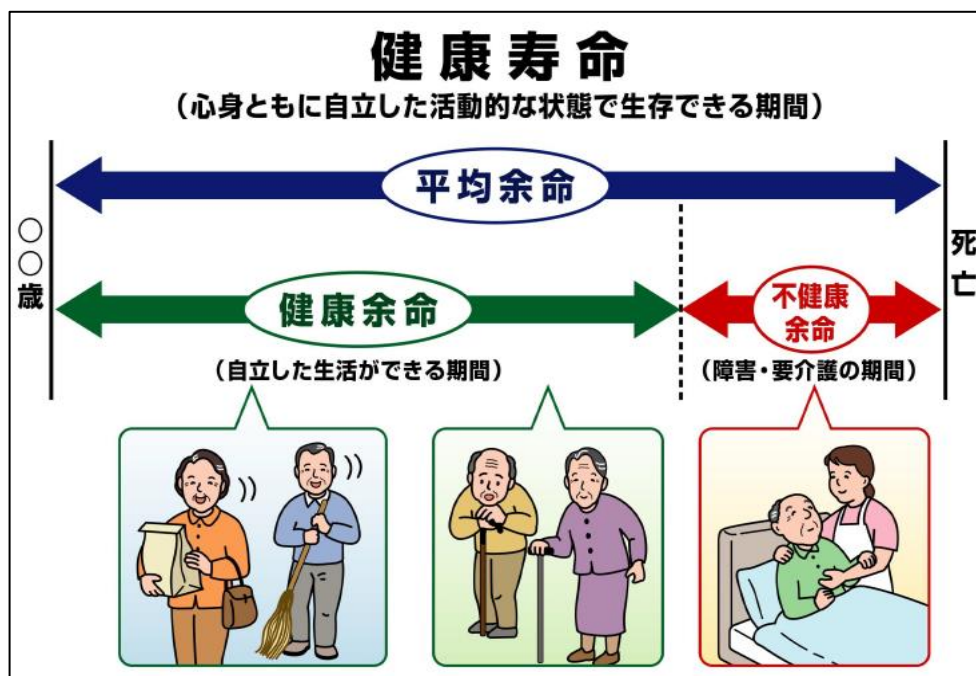 健康寿命
（心身ともに自立した活動的な状態で生存できる期間）
平均余命
○○歳
死亡
健康余命
不健康
余命
（自立した生活ができる期間）
（障害・要介護の期間）